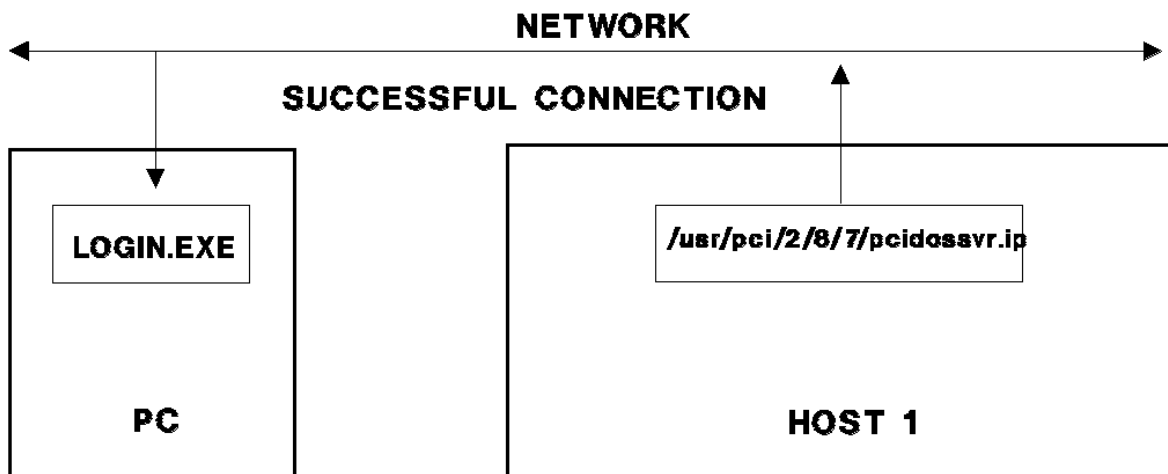 NETWORK
SUCCESSFUL CONNECTION
LOGIN.EXE
/usr/pci/2/8/7/pcidossvr.ip
PC
HOST 1